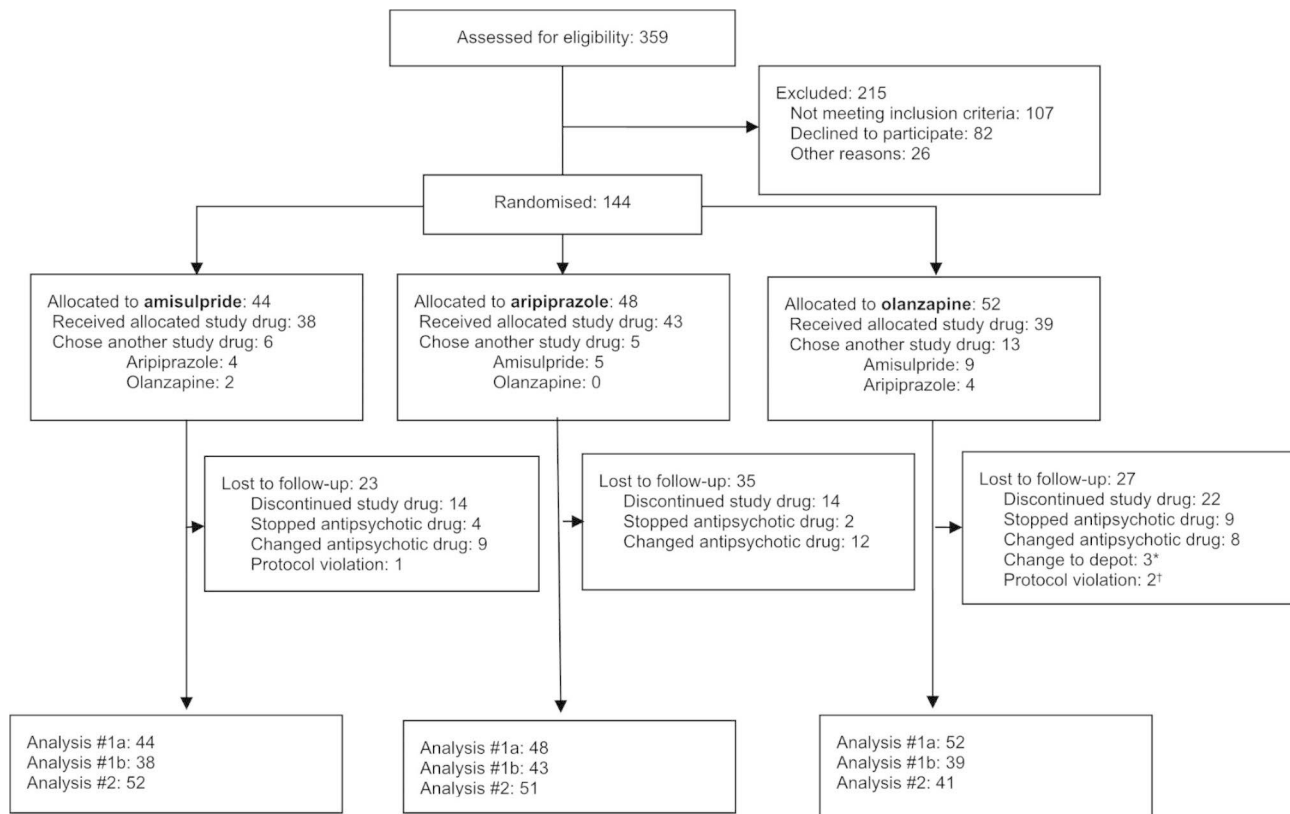 Assessed for eligibility: 359
Excluded: 215
Not meeting inclusion criteria: 107
Declined to participate: 82
Other reasons: 26
Randomised: 144
Allocated to amisulpride: 44
Received allocated study drug: 38
Chose another study drug: 6
Aripiprazole: 4
Olanzapine: 2
Allocated to aripiprazole: 48
Received allocated study drug: 43
Chose another study drug: 5
Amisulpride: 5
Olanzapine: 0
Allocated to olanzapine: 52
Received allocated study drug: 39
Chose another study drug: 13
Amisulpride: 9
Aripiprazole: 4
Lost to follow-up: 23
Discontinued study drug: 14
Stopped antipsychotic drug: 4
Changed antipsychotic drug: 9
Protocol violation: 1
Lost to follow-up: 35
Discontinued study drug: 14
Stopped antipsychotic drug: 2
Changed antipsychotic drug: 12
Lost to follow-up: 27
Discontinued study drug: 22
Stopped antipsychotic drug: 9
Changed antipsychotic drug: 8
Change to depot: 3*
Protocol violation: 2†
Analysis #1a: 44
Analysis #1b: 38
Analysis #2: 52
Analysis #1a: 48
Analysis #1b: 43
Analysis #2: 51
Analysis #1a: 52
Analysis #1b: 39
Analysis #2: 41